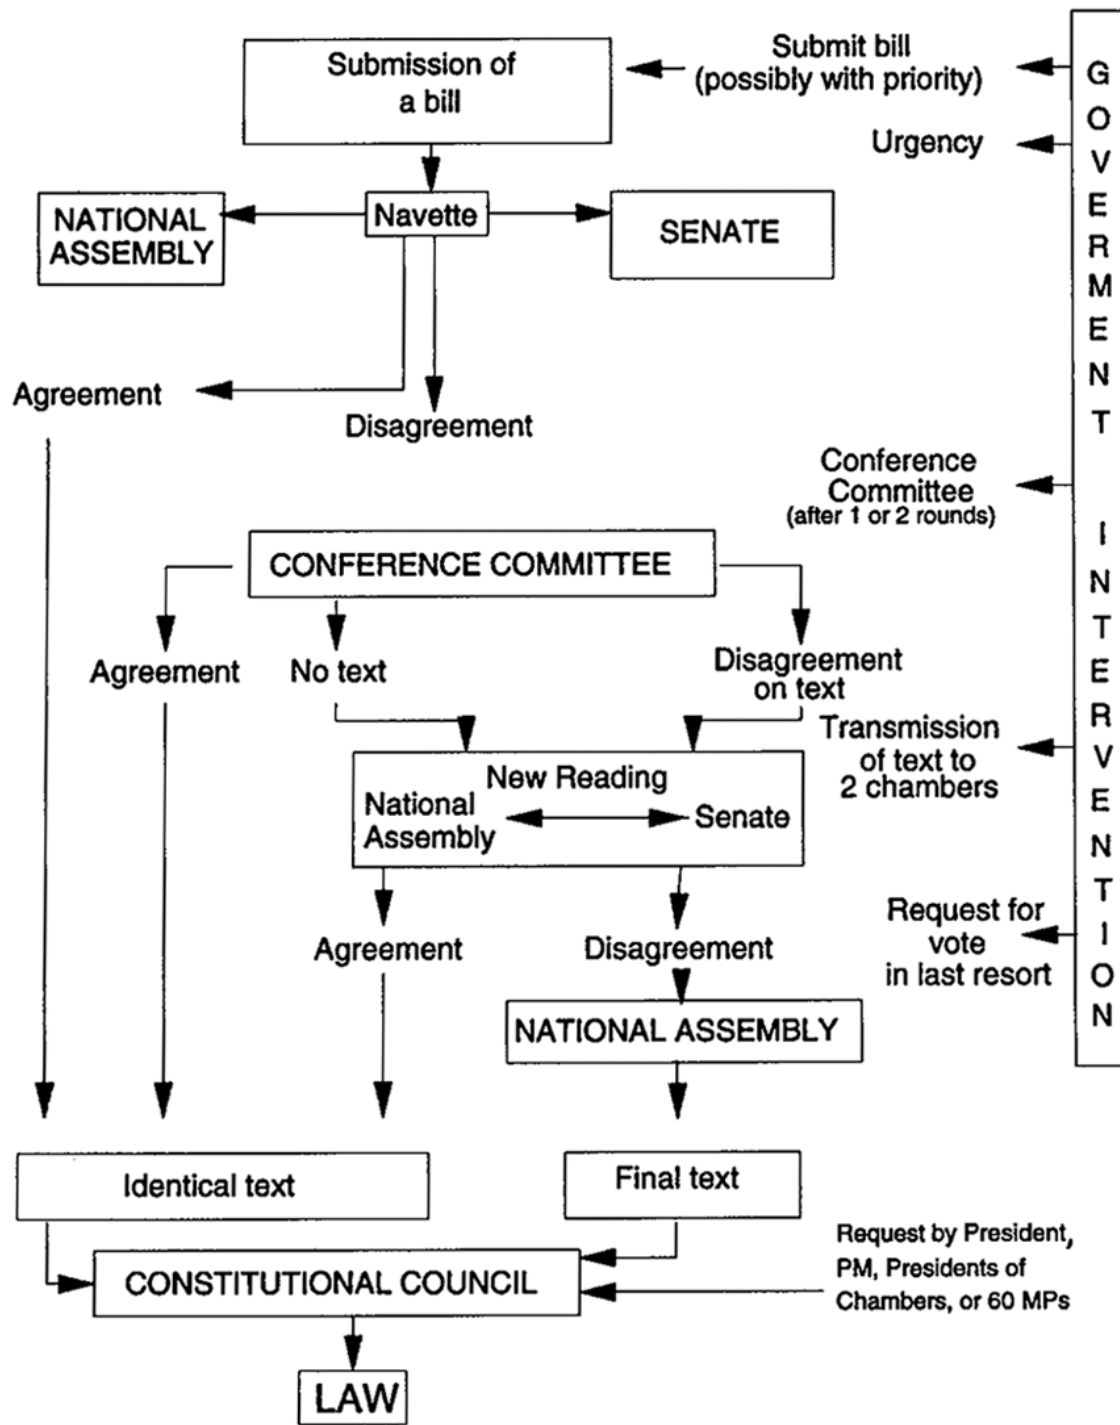 Submission of
a bill
Submit bill
(possibly with priority)
Urgency
NATIONAL
ASSEMBLY
Navette
SENATE
Agreement
Disagreement
Conference
Committee
(after 1 or 2 rounds)
CONFERENCE COMMITTEE
Agreement
No text
Disagreement
on text
Transmission
of text to
2 chambers
New Reading
National
Assembly
Senate
Agreement
Disagreement
Request for
vote
in last resort
NATIONAL ASSEMBLY
Identical text
Final text
CONSTITUTIONAL COUNCIL
Request by President,
PM, Presidents of
Chambers, or 60 MPs
LAW
GOVERMENT INTERVENTION